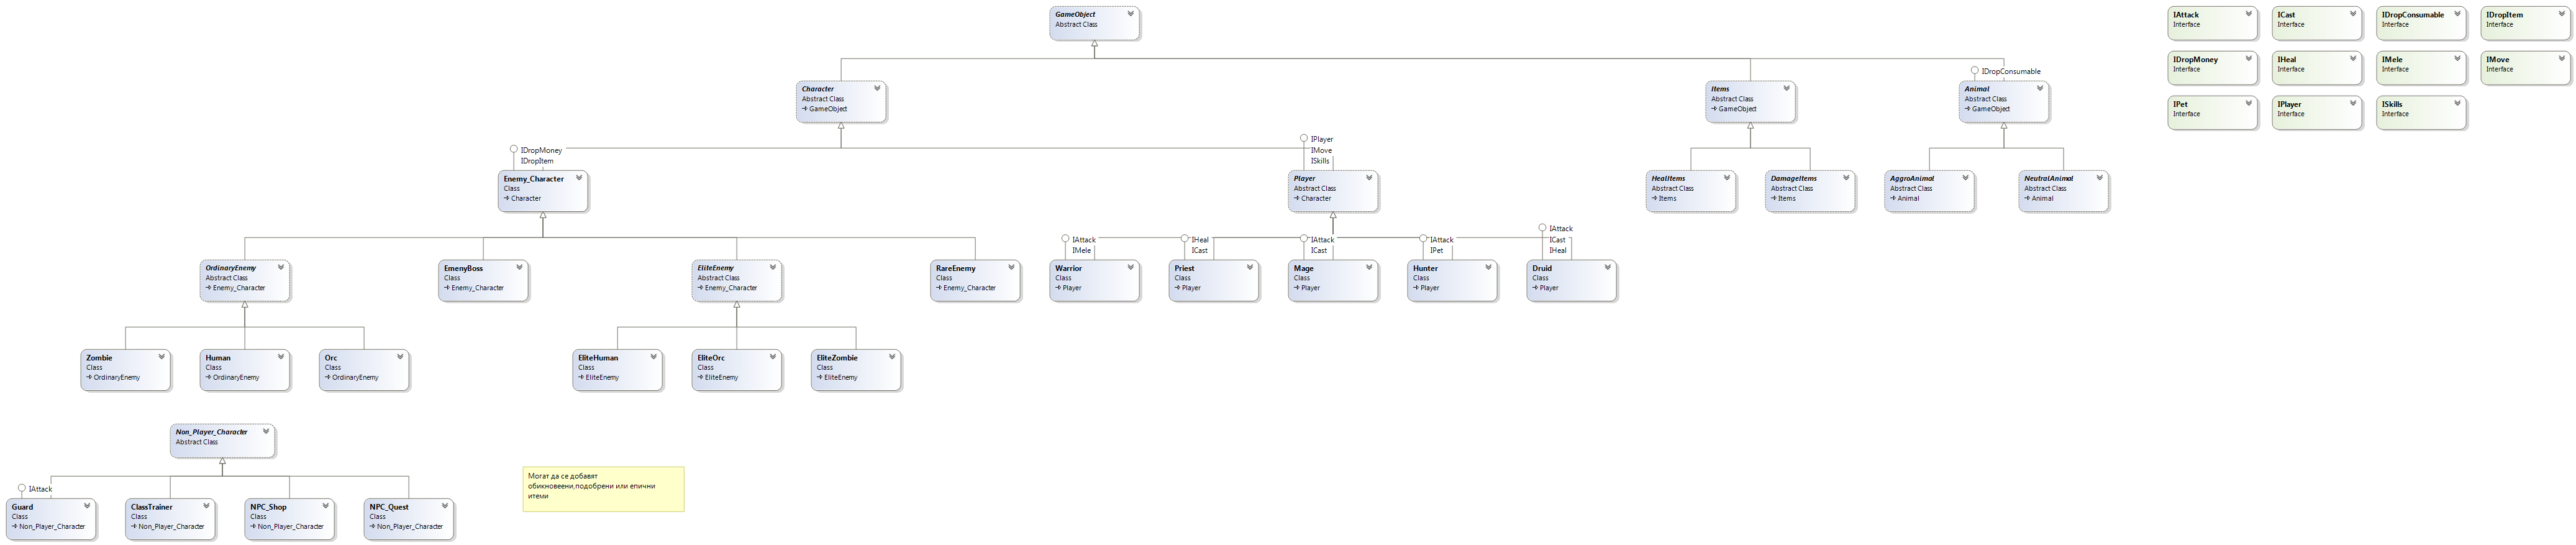 GameObject
Abstract Class
IAttack
Interface
ICast
Interface
IDropConsumable
Interface
IDropItem
Interface
IDropMoney
Interface
IHeal
Interface
IMele
Interface
IMove
Interface
IPet
Interface
IPlayer
Interface
ISkills
Interface
Character
Abstract Class
GameObject
Items
Abstract Class
GameObject
IDropConsumable
Animal
Abstract Class
GameObject
IDropMoney
IDropItem
Enemy_Character
Class
Character
IPlayer
IMove
ISkills
Player
Abstract Class
Character
HealItems
Abstract Class
Items
DamageItems
Abstract Class
Items
AggroAnimal
Abstract Class
Animal
NeutralAnimal
Abstract Class
Animal
OrdinaryEnemy
Abstract Class
Enemy_Character
EmenyBoss
Class
Enemy_Character
EliteEnemy
Abstract Class
Enemy_Character
RareEnemy
Class
Enemy_Character
IAttack
IMele
Warrior
Class
Player
IHeal
ICast
Priest
Class
Player
IAttack
ICast
Mage
Class
Player
IAttack
IPet
Hunter
Class
Player
IAttack
ICast
IHeal
Druid
Class
Player
Zombie
Class
OrdinaryEnemy
Human
Class
OrdinaryEnemy
Orc
Class
OrdinaryEnemy
EliteHuman
Class
EliteEnemy
EliteOrc
Class
EliteEnemy
EliteZombie
Class
EliteEnemy
Non_Player_Character
Abstract Class
IAttack
Guard
Class
Non_Player_Character
ClassTrainer
Class
Non_Player_Character
NPC_Shop
Class
Non_Player_Character
NPC_Quest
Class
Non_Player_Character
Могат да се добавят
обикновеени,подобрени или епични
итеми